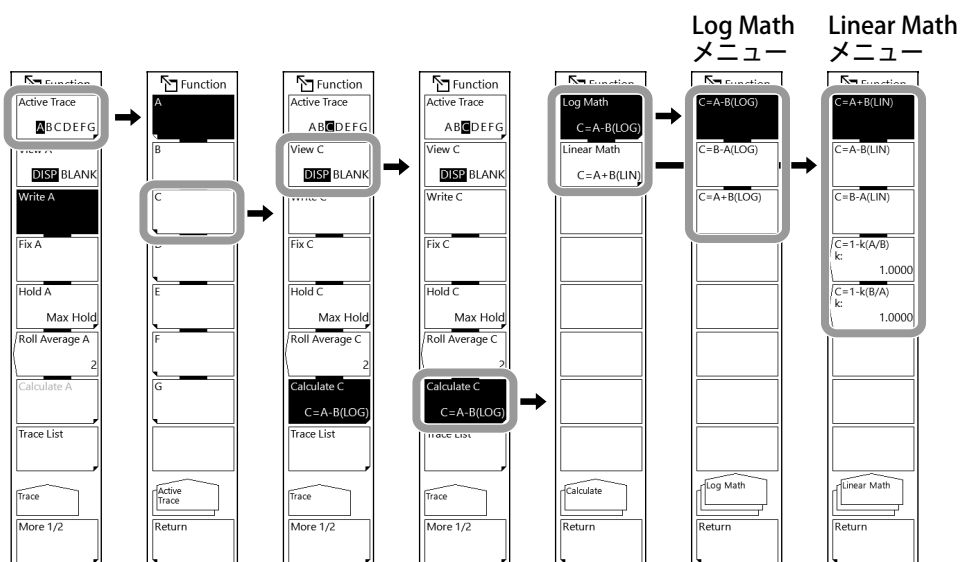 Log Math
メニュー
Linear Math
メニュー
Function
Active Trace
ABCDEFG
View A
DISP BLANK
Write A
Fix A
Hold A
Max Hold
Roll Average A
2
Calculate A
Trace List
Trace
More 1/2
Function
A
B
C
D
E
F
G
Active
Trace
Return
Function
Active Trace
ABCDEFG
View C
DISP BLANK
Write C
Fix C
Hold C
Max Hold
Roll Average C
2
Calculate C
C=A-B(LOG)
Trace List
Trace
More 1/2
Function
Active Trace
ABCDEFG
View C
DISP BLANK
Write C
Fix C
Hold C
Max Hold
Roll Average C
2
Calculate C
C=A-B(LOG)
Trace List
Trace
More 1/2
Function
Log Math
C=A-B(LOG)
Linear Math
C=A+B(LIN)
Calculate
Return
Function
C=A-B(LOG)
C=B-A(LOG)
C=A+B(LOG)
Log Math
Return
Function
C=A+B(LIN)
C=A-B(LIN)
C=B-A(LIN)
C=1-k(A/B)
k:
1.0000
C=1-k(B/A)
k:
1.0000
Linear Math
Return